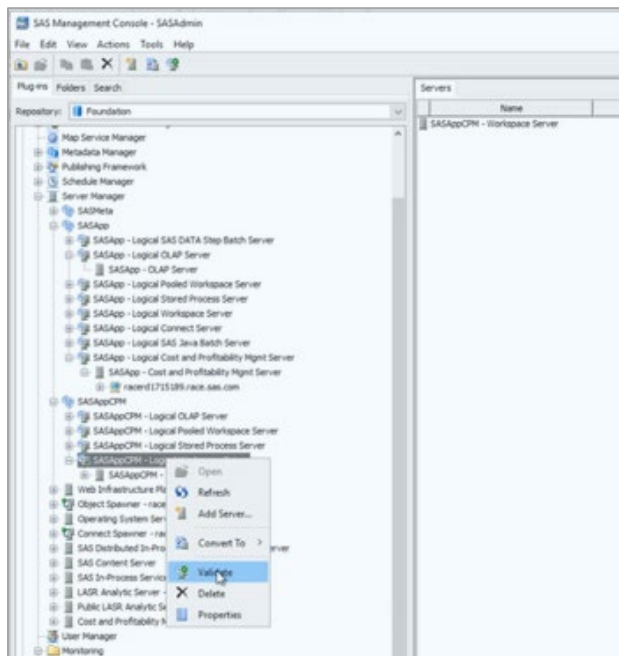 SAS Management Console - SASAdmin
File Edit View Actions Tools Help
Plug-ins Folders Search
Repository: Foundation
Map Service Manager
Metadata Manager
Publishing Framework
Schedule Manager
Server Manager
SASMeta
SASApp
SASApp - Logical SAS DATA Step Batch Server
SASApp - Logical OLAP Server
SASApp - OLAP Server
SASApp - Logical Pooled Workspace Server
SASApp - Logical Stored Process Server
SASApp - Logical Workspace Server
SASApp - Logical Connect Server
SASApp - Logical SAS Java Batch Server
SASApp - Logical Cost and Profitability Mgmt Server
SASApp - Cost and Profitability Mgmt Server
racerd1715189.race.sas.com
SASAppCPM
SASAppCPM - Logical OLAP Server
SASAppCPM - Logical Pooled Workspace Server
SASAppCPM - Logical Stored Process Server
SASAppCPM - Log
SASAppCPM -
Web Infrastructure Pla
Object Spawner - race
Operating System Serv
Connect Spawner - ra
SAS Distributed In-Pro erver
SAS Content Server
SAS In-Process Service
LASR Analytic Server -
Public LASR Analytic Se
Cost and Profitability M
User Manager
Monitoring
Open
Refresh
Add Server...
Convert To >
Validate
Delete
Properties
Servers
Name
SASAppCPM - Workspace Server